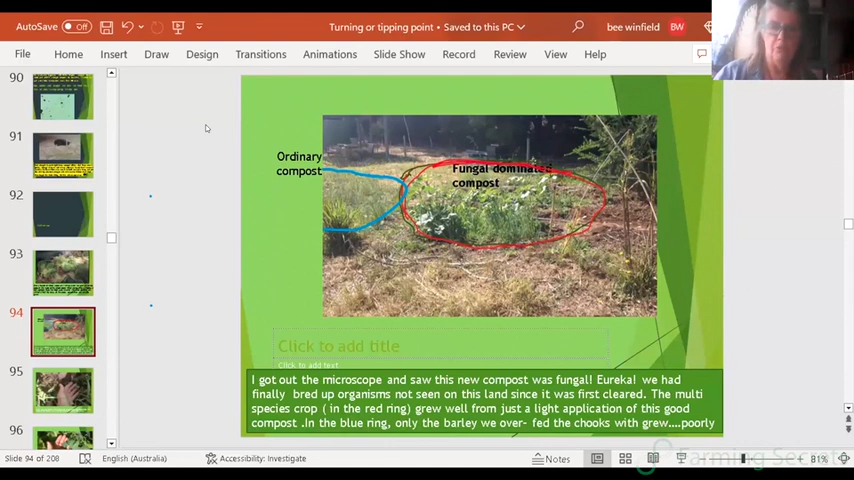 AutoSave Off
Turning or tipping point • Saved to this PC
bee winfield BW
File Home Insert Draw Design Transitions Animations Slide Show Record Review View Help
90
91
92
93
94
95
96
Ordinary
compost
Fungal dominated
compost
Click to add title
Click to add text
I got out the microscope and saw this new compost was fungal! Eureka! we had
finally bred up organisms not seen on this land since it was first cleared. The multi
species crop ( in the red ring) grew well from just a light application of this good
compost .In the blue ring, only the barley we over- fed the chooks with grew....poorly
Slide 94 of 208 English (Australia) Accessibility: Investigate Notes 81%